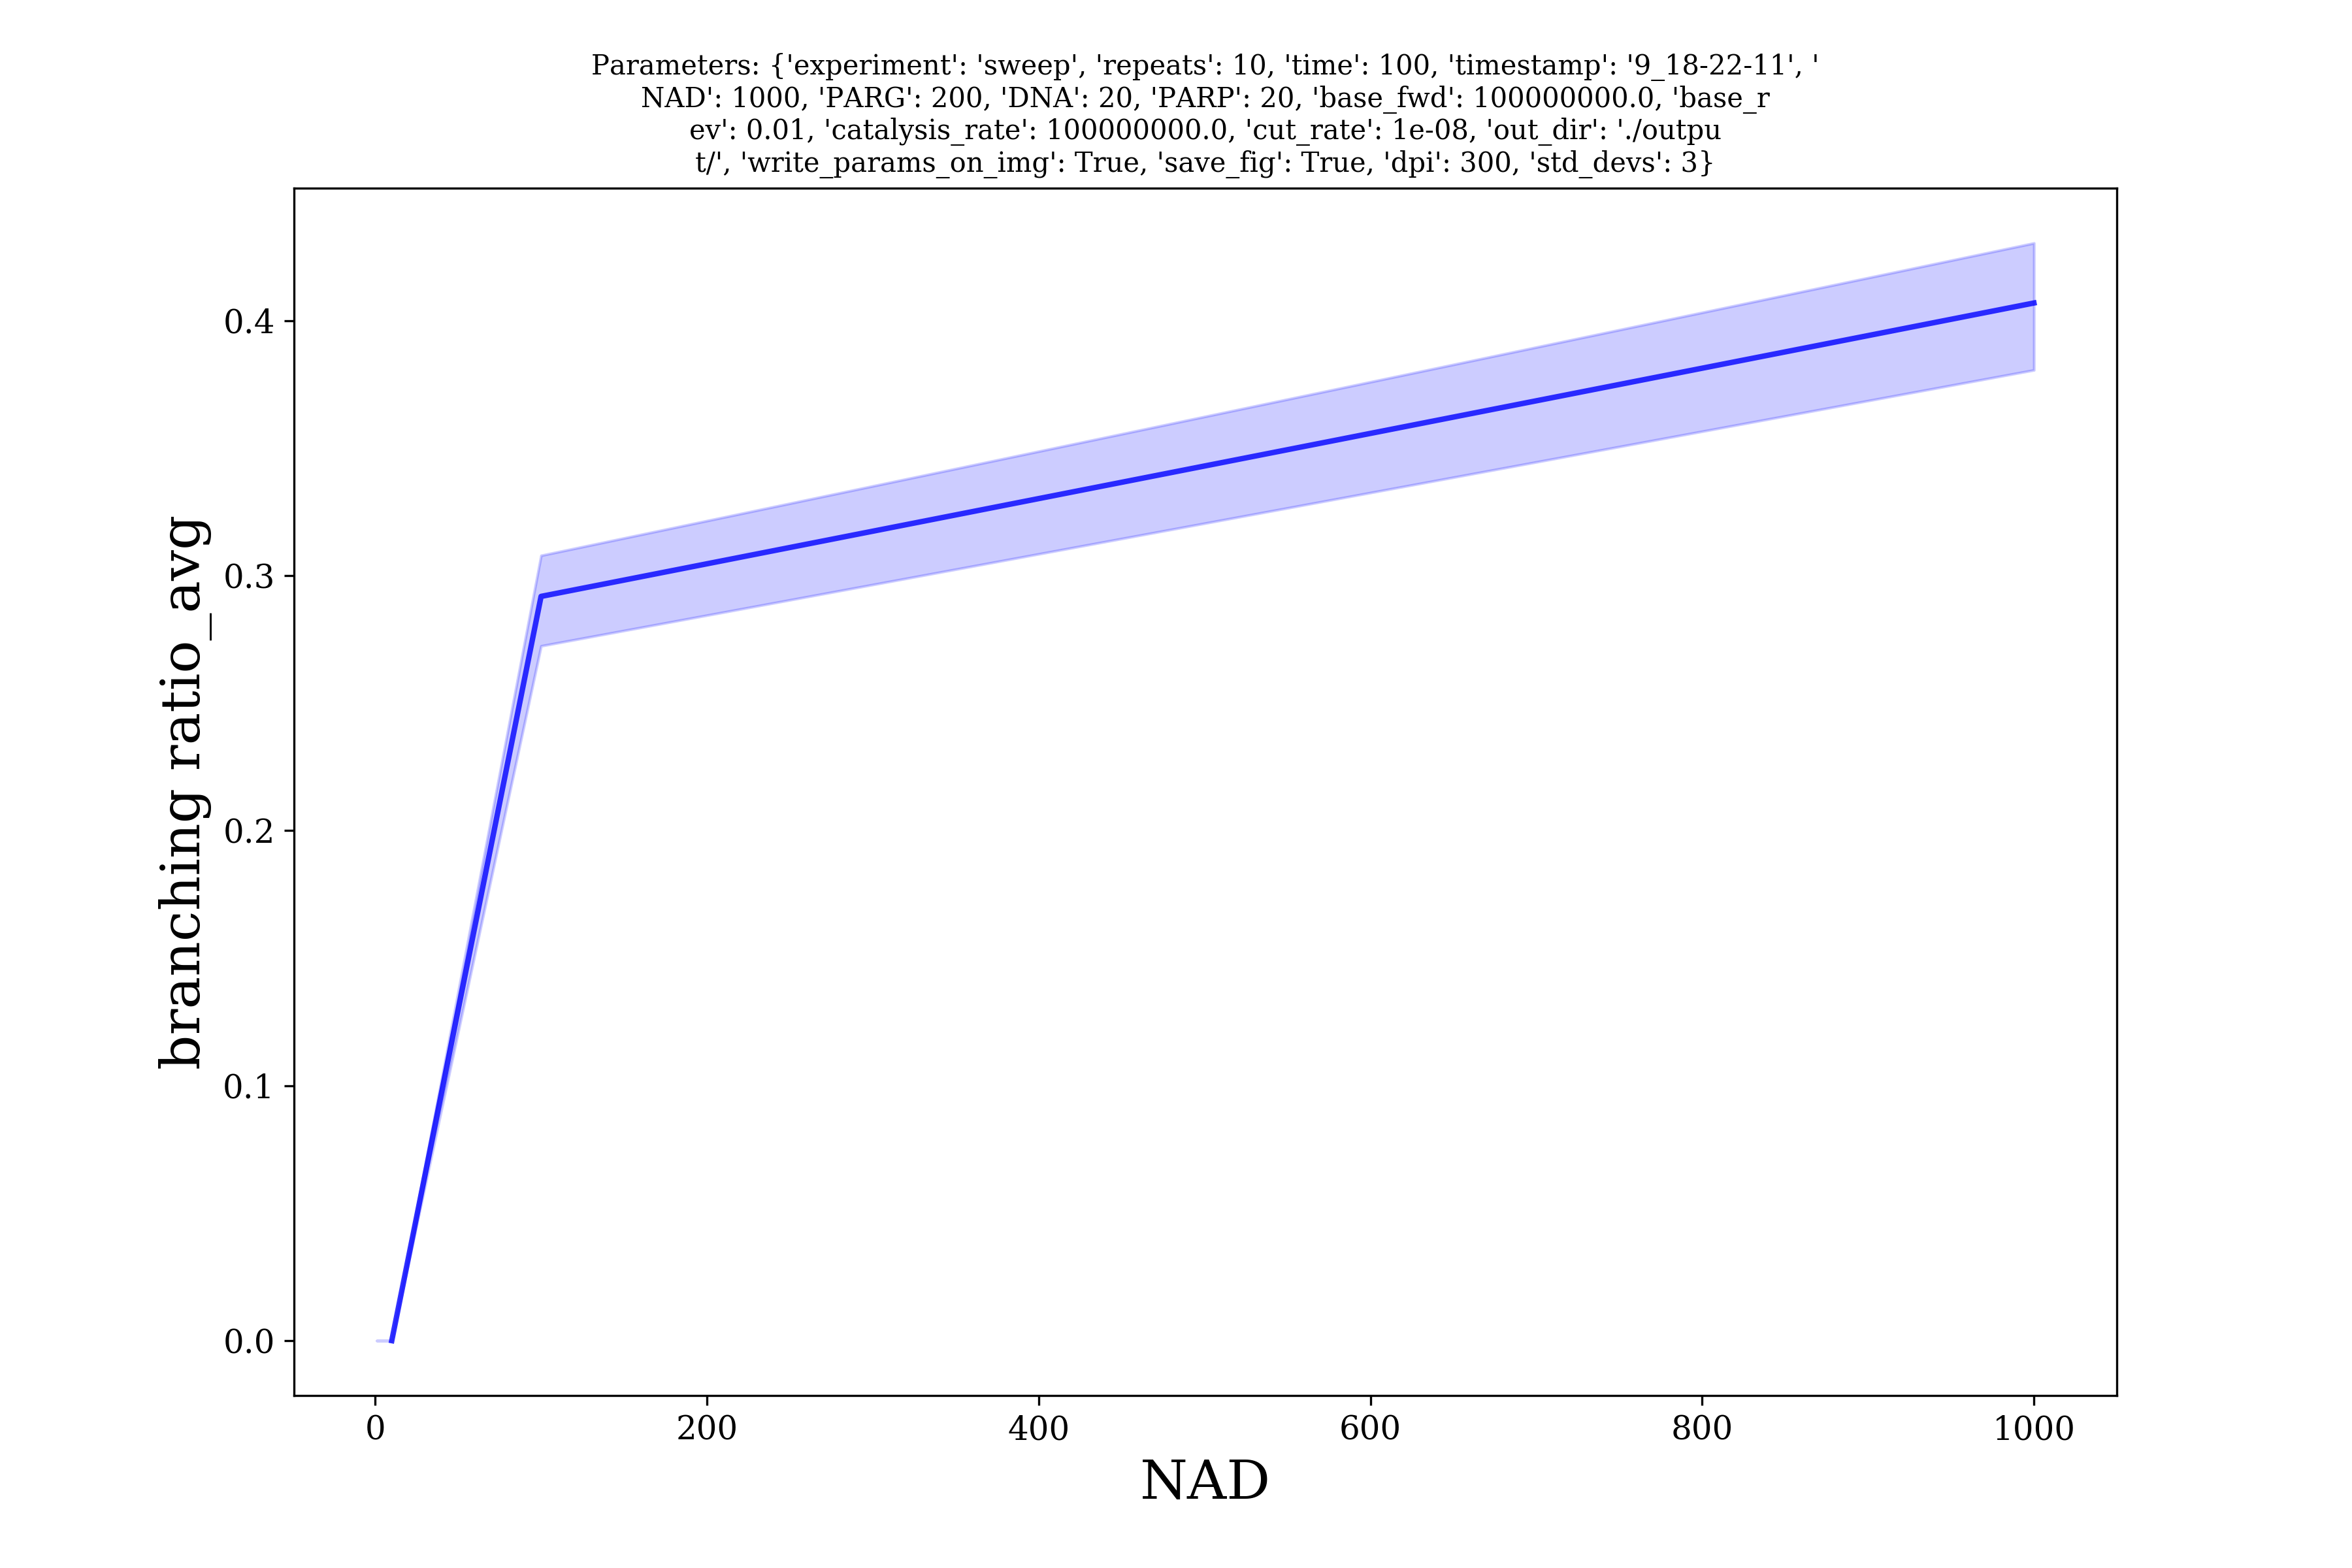 Parameters: {'experiment': 'sweep', 'repeats': 10, 'time': 100, 'timestamp': '9_18-22-11', '
NAD': 1000, 'PARG': 200, 'DNA': 20, 'PARP': 20, 'base_fwd': 100000000.0, 'base_r
ev': 0.01, 'catalysis_rate': 100000000.0, 'cut_rate': 1e-08, 'out_dir': './outpu
t/', 'write_params_on_img': True, 'save_fig': True, 'dpi': 300, 'std_devs': 3}
branching ratio_avg
0.4
0.3
0.2
0.1
0.0
0 200 400 600 800 1000
NAD